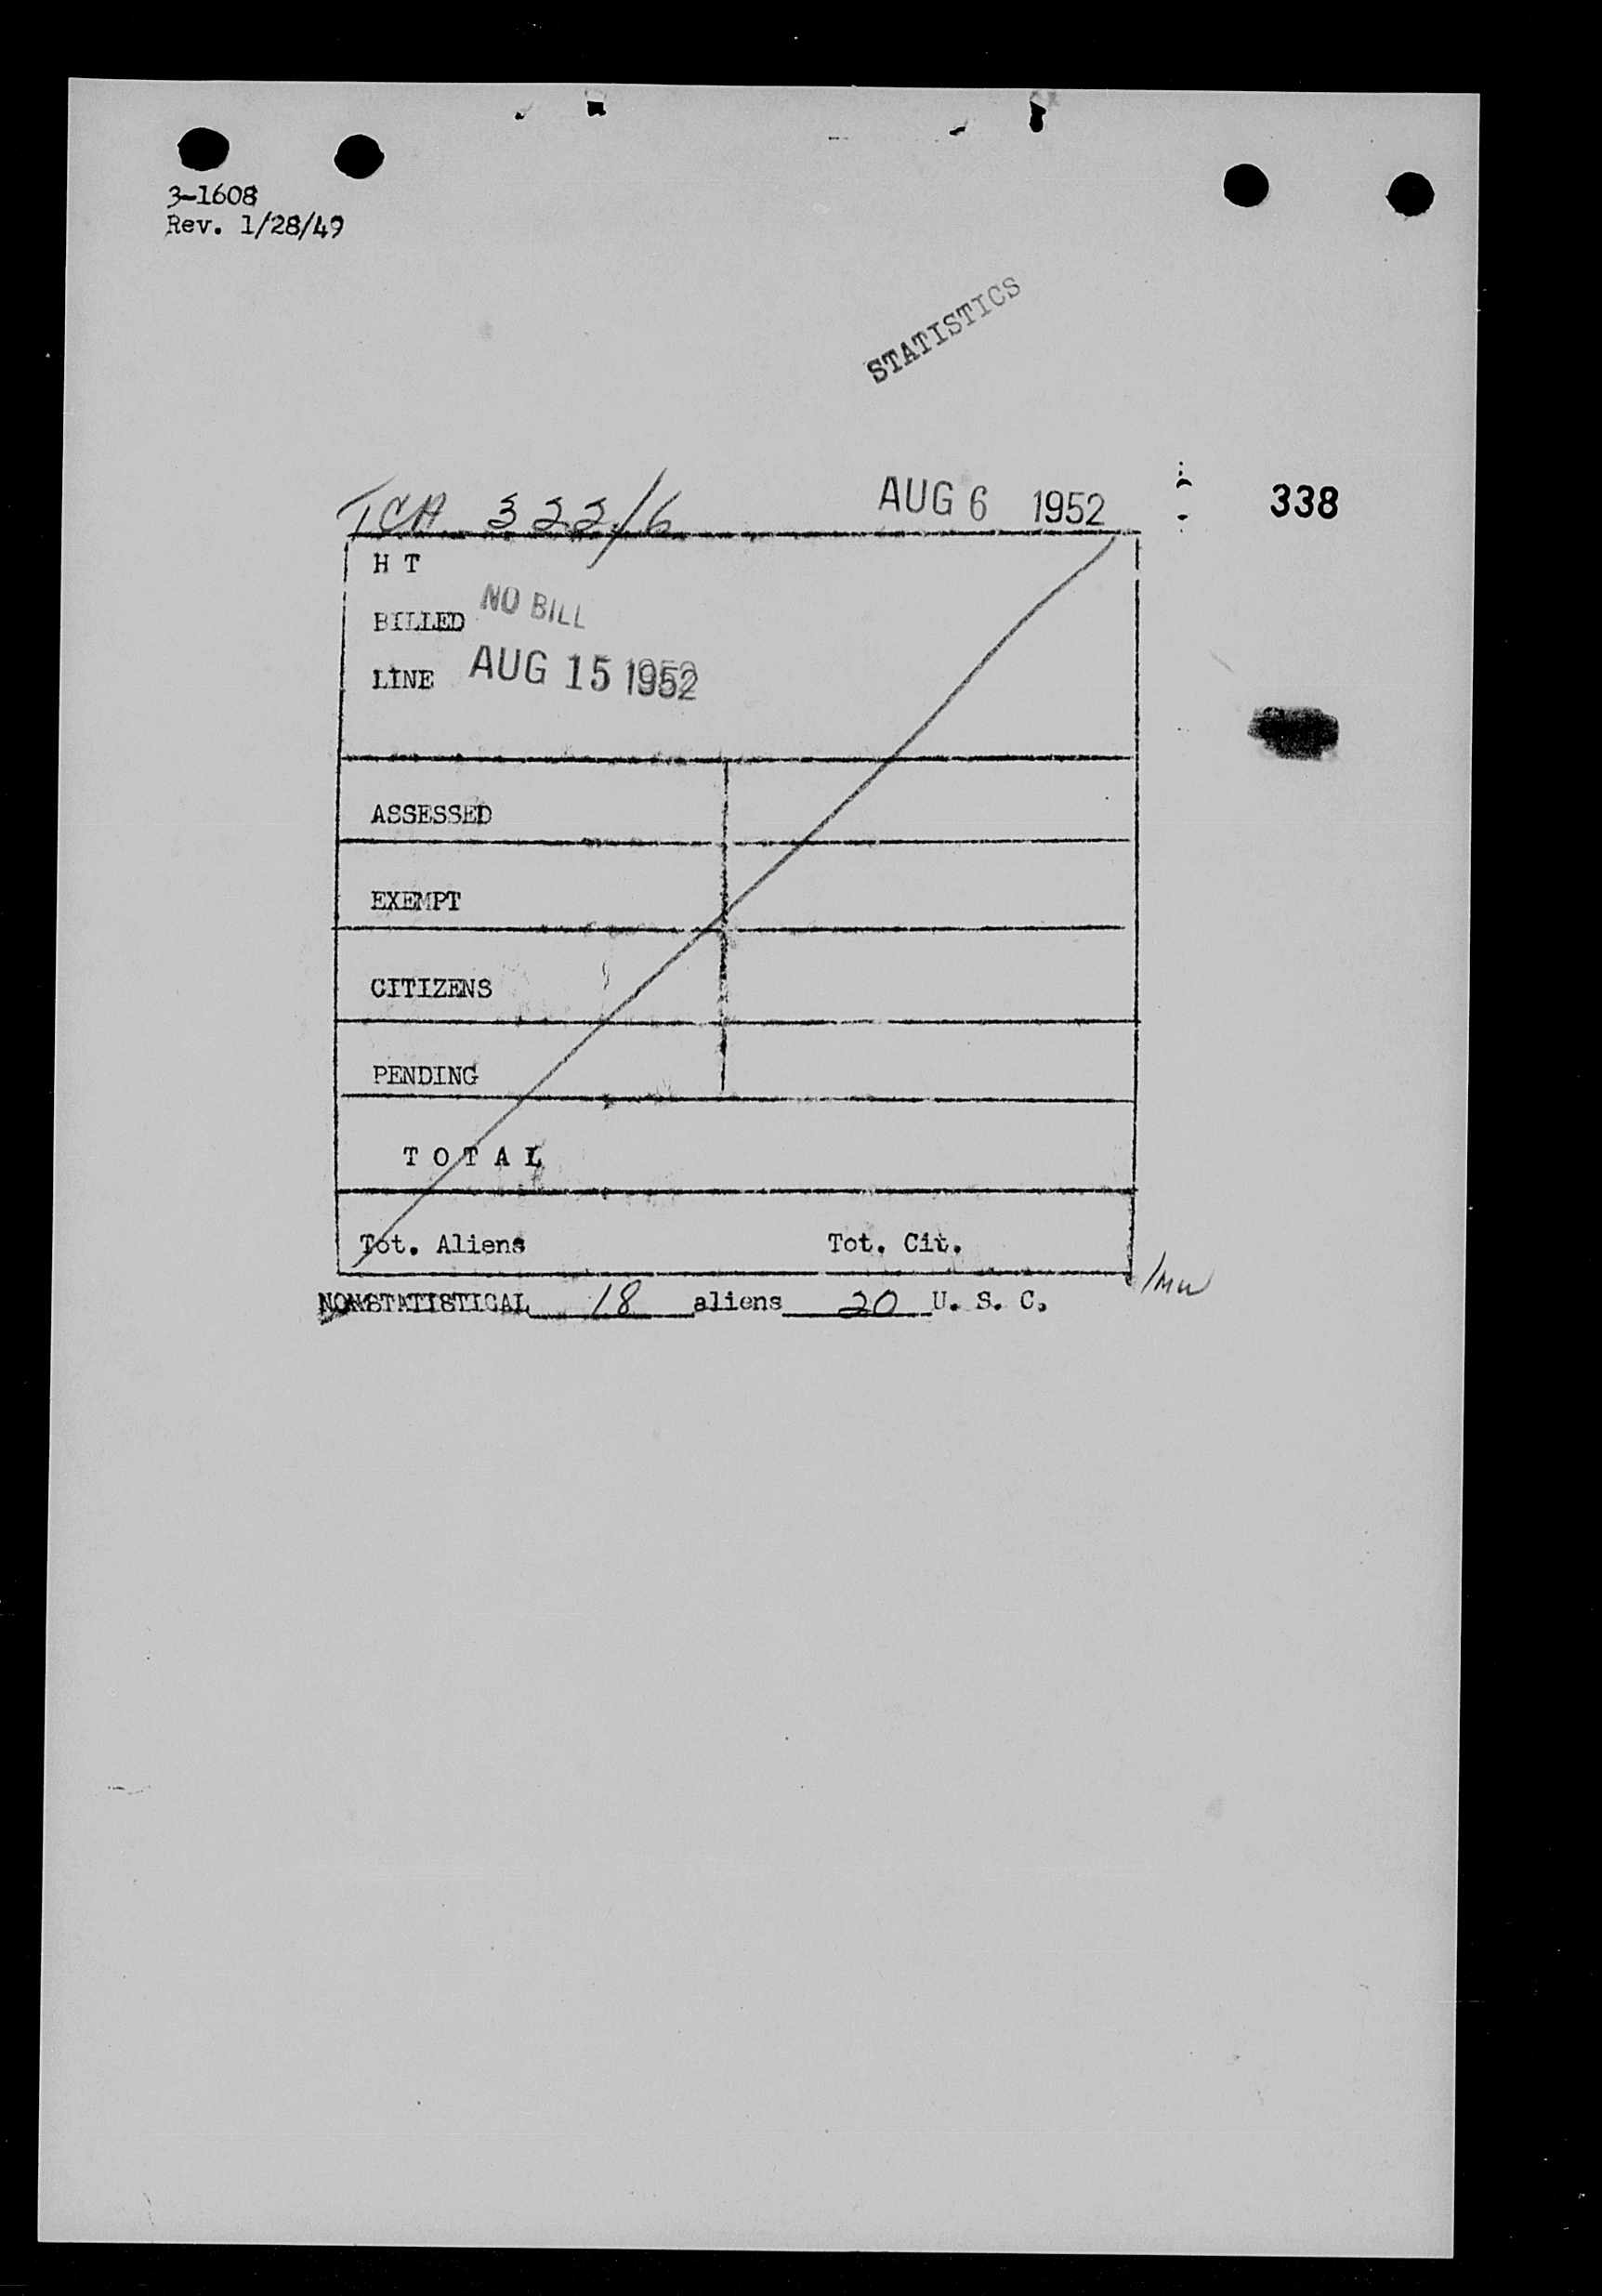 3-1608
Rev. 1/28/49
STATISTICS
TCA 322/6 AUG 6 1952 338
H T
BILLED NO BILL
LINE AUG 15 1952
ASSESSED
EXEMPT
CITIZENS
PENDING
T O T A L
Tot. Aliens Tot. Cit.
NONSTATISTICAL 18 aliens 20 U. S. C.